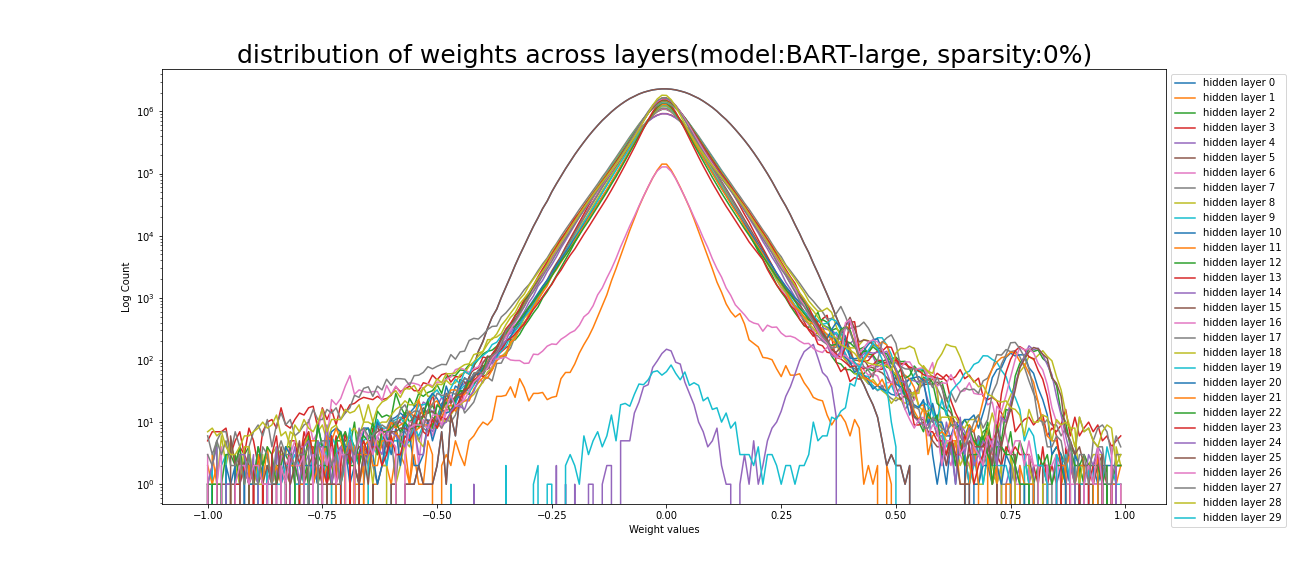 distribution of weights across layers(model:BART-large, sparsity:0%)
Log Count
10⁶
10⁵
10⁴
10³
10²
10¹
10⁰
−1.00 −0.75 −0.50 −0.25 0.00 0.25 0.50 0.75 1.00
Weight values
hidden layer 0
hidden layer 1
hidden layer 2
hidden layer 3
hidden layer 4
hidden layer 5
hidden layer 6
hidden layer 7
hidden layer 8
hidden layer 9
hidden layer 10
hidden layer 11
hidden layer 12
hidden layer 13
hidden layer 14
hidden layer 15
hidden layer 16
hidden layer 17
hidden layer 18
hidden layer 19
hidden layer 20
hidden layer 21
hidden layer 22
hidden layer 23
hidden layer 24
hidden layer 25
hidden layer 26
hidden layer 27
hidden layer 28
hidden layer 29